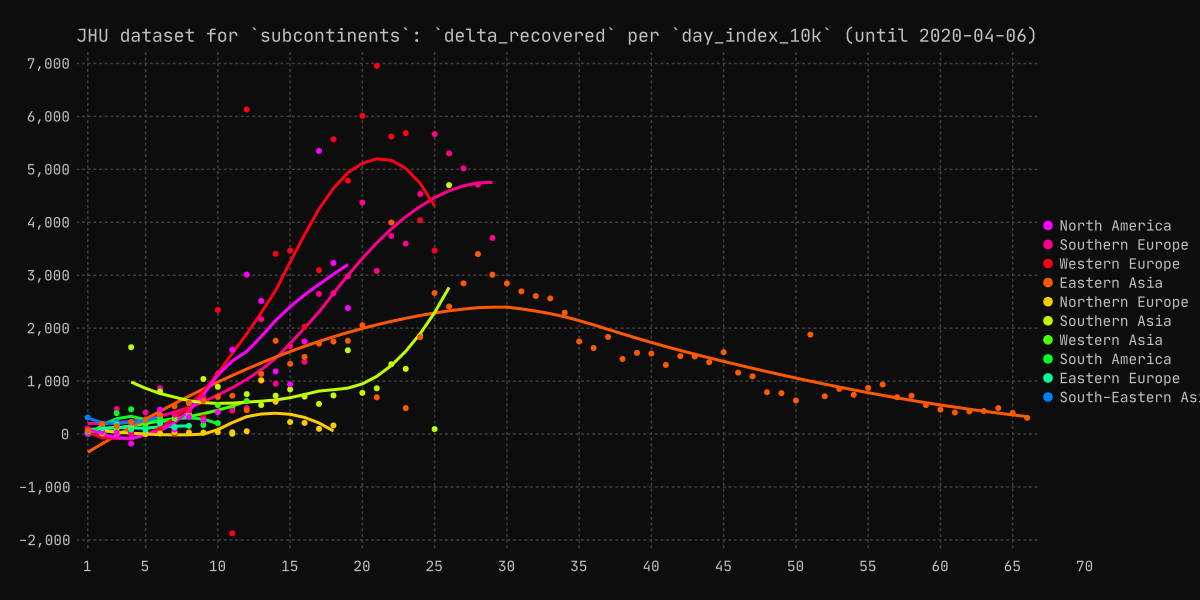 JHU dataset for `subcontinents`: `delta_recovered` per `day_index_10k` (until 2020-04-06)
7,000
6,000
5,000
4,000
3,000
2,000
1,000
0
-1,000
-2,000
1 5 10 15 20 25 30 35 40 45 50 55 60 65 70
North America
Southern Europe
Western Europe
Eastern Asia
Northern Europe
Southern Asia
Western Asia
South America
Eastern Europe
South-Eastern Asi